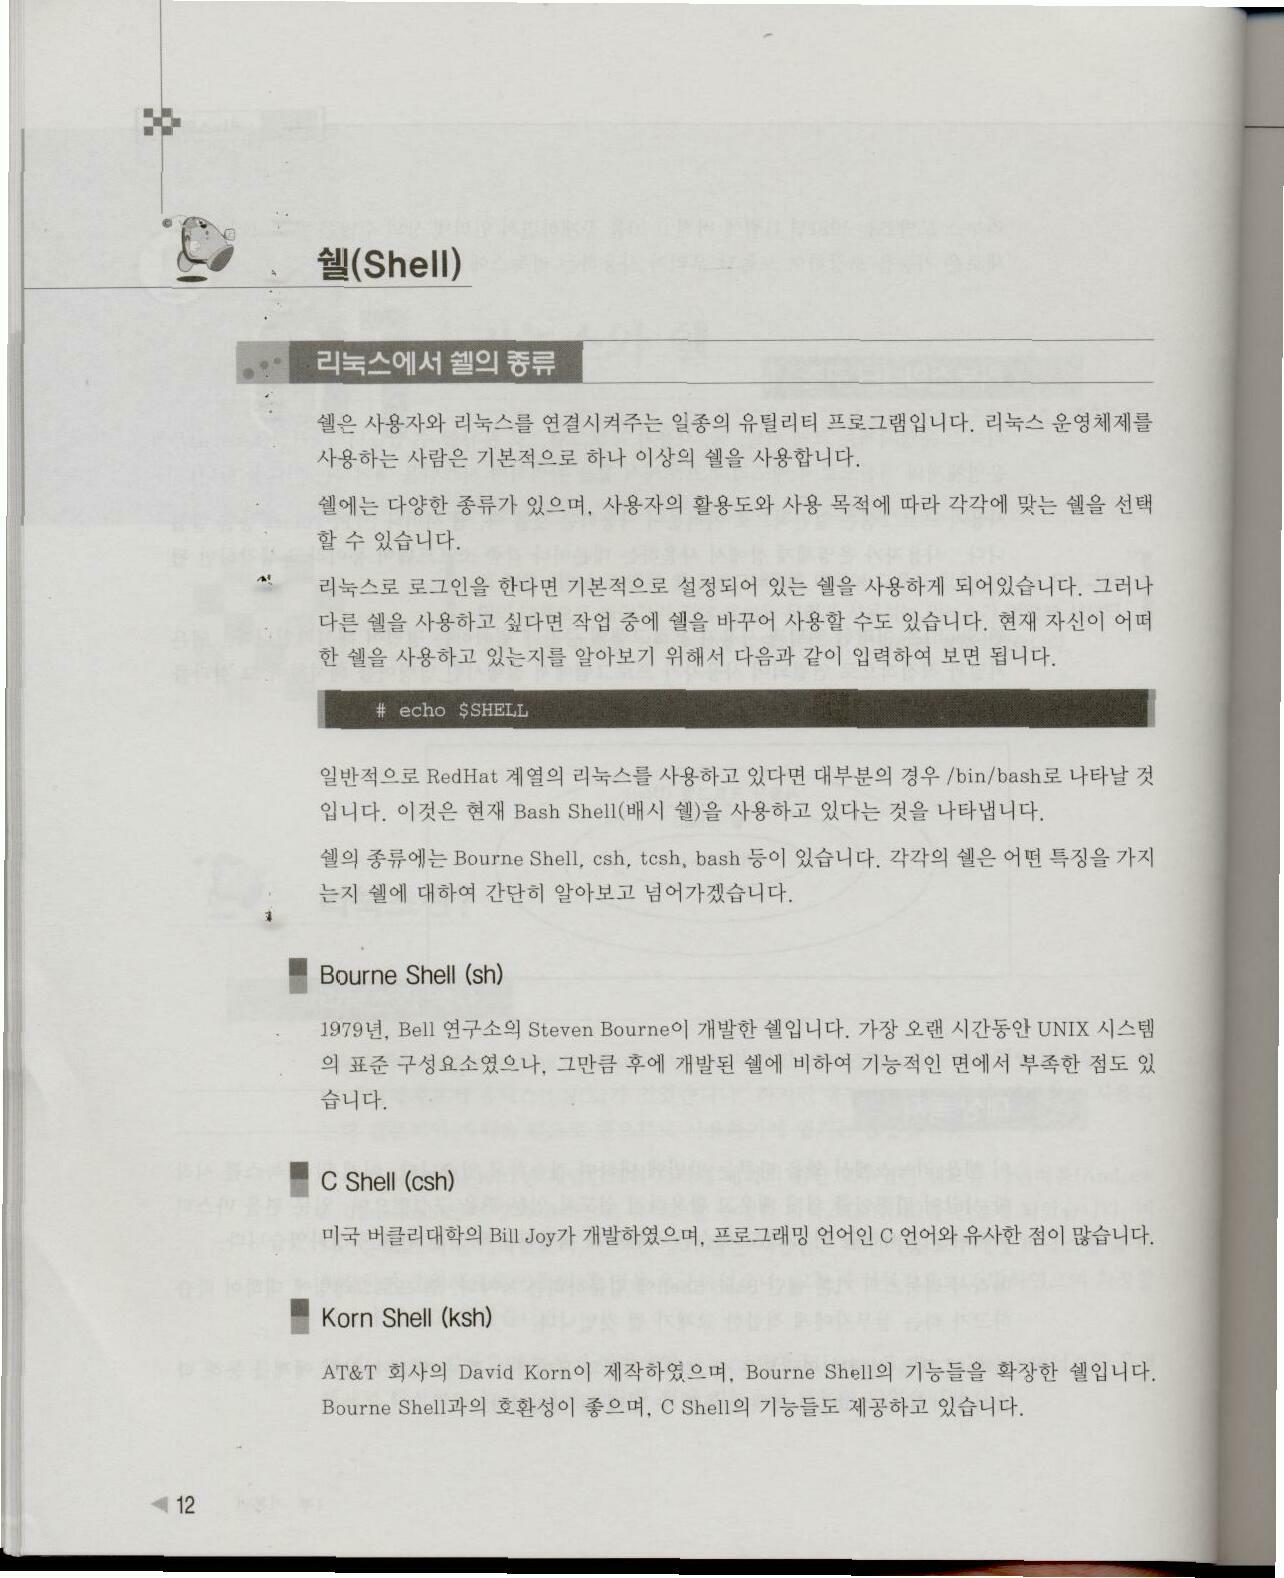 쉘(Shell)
리눅스에서 쉘의 종류
쉘은 사용자와 리눅스를 연결시켜주는 일종의 유틸리티 프로그램입니다. 리눅스 운영체제를
사용하는 사람은 기본적으로 하나 이상의 쉘을 사용합니다.
쉘에는 다양한 종류가 있으며, 사용자의 활용도와 사용 목적에 따라 각각에 맞는 쉘을 선택
할 수 있습니다.
리눅스로 로그인을 한다면 기본적으로 설정되어 있는 쉘을 사용하게 되어있습니다. 그러나
다른 쉘을 사용하고 싶다면 작업 중에 쉘을 바꾸어 사용할 수도 있습니다. 현재 자신이 어떠
한 쉘을 사용하고 있는지를 알아보기 위해서 다음과 같이 입력하여 보면 됩니다.
# echo $SHELL
일반적으로 RedHat 계열의 리눅스를 사용하고 있다면 대부분의 경우 /bin/bash로 나타날 것
입니다. 이것은 현재 Bash Shell(배시 쉘)을 사용하고 있다는 것을 나타냅니다.
쉘의 종류에는 Bourne Shell, csh, tcsh, bash 등이 있습니다. 각각의 쉘은 어떤 특징을 가지
는지 쉘에 대하여 간단히 알아보고 넘어가겠습니다.
Bourne Shell (sh)
1979년, Bell 연구소의 Steven Bourne이 개발한 쉘입니다. 가장 오랜 시간동안 UNIX 시스템
의 표준 구성요소였으나, 그만큼 후에 개발된 쉘에 비하여 기능적인 면에서 부족한 점도 있
습니다.
C Shell (csh)
미국 버클리대학의 Bill Joy가 개발하였으며, 프로그래밍 언어인 C 언어와 유사한 점이 많습니다.
Korn Shell (ksh)
AT&T 회사의 David Korn이 제작하였으며, Bourne Shell의 기능들을 확장한 쉘입니다.
Bourne Shell과의 호환성이 좋으며, C Shell의 기능들도 제공하고 있습니다.
12